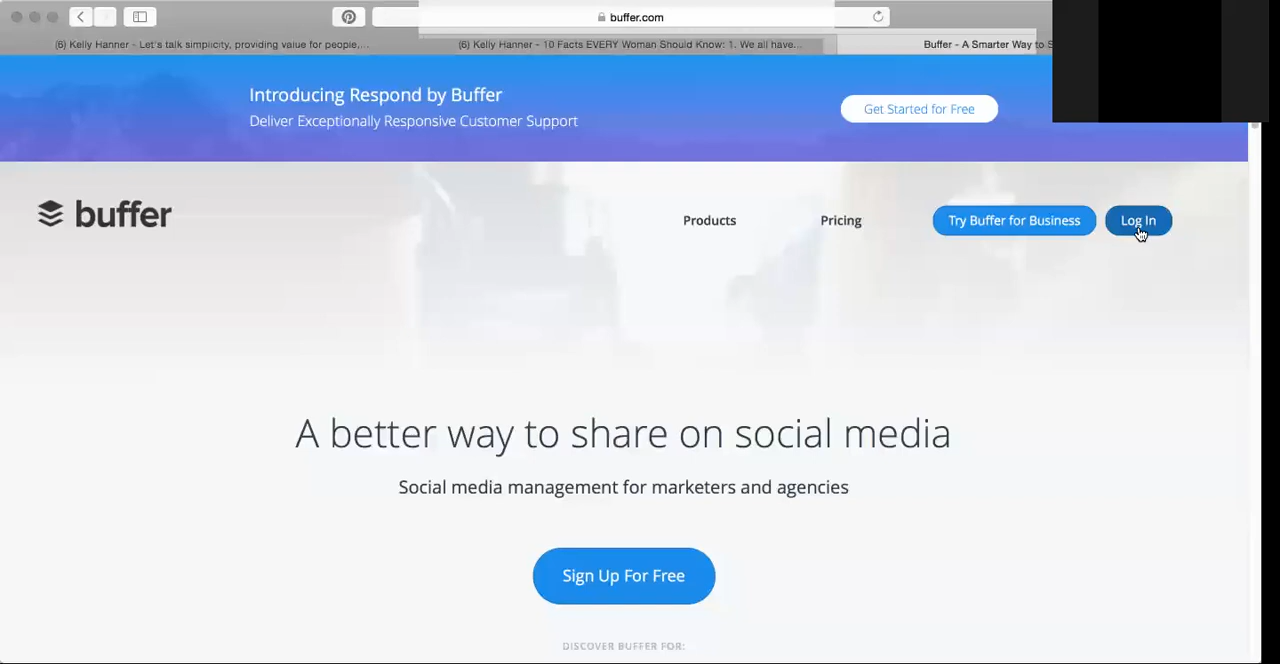 buffer.com
(6) Kelly Hanner - Let's talk simplicity, providing value for people,...
(6) Kelly Hanner - 10 Facts EVERY Woman Should Know: 1. We all have...
Buffer - A Smarter Way to S
Introducing Respond by Buffer
Deliver Exceptionally Responsive Customer Support
Get Started for Free
buffer
Products
Pricing
Try Buffer for Business
Log In
A better way to share on social media
Social media management for marketers and agencies
Sign Up For Free
DISCOVER BUFFER FOR: